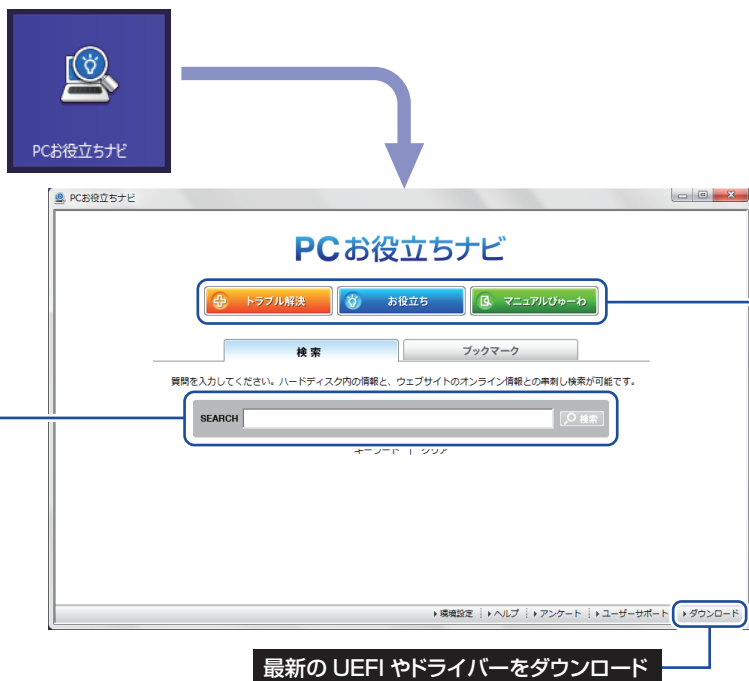 PCお役立ちナビ
PCお役立ちナビ
PCお役立ちナビ
トラブル解決 お役立ち マニュアルびゅーわ
検索 ブックマーク
質問を入力してください。ハードディスク内の情報と、ウェブサイトのオンライン情報との串刺し検索が可能です。
SEARCH 検索
キーワード | クリア
▶環境設定 ▶ヘルプ ▶アンケート ▶ユーザーサポート ▶ダウンロード
最新の UEFI やドライバーをダウンロード